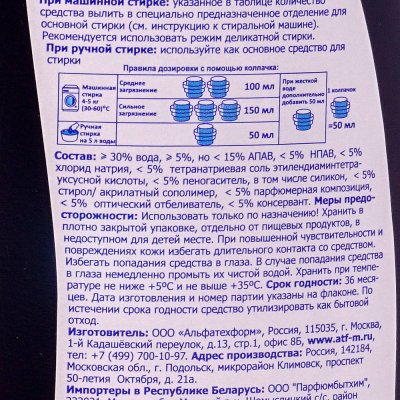 При машинной стирке: указанное в таблице количество
средства вылить в специально предназначенное отделение для
основной стирки (см. инструкцию к стиральной машине).
Рекомендуется использовать режим деликатной стирки.
При ручной стирке: используйте как основное средство для
стирки
Правила дозировки с помощью колпачка:
Машинная стирка 4-5 кг (30-60)°С
Среднее загрязнение
100 мл
Сильное загрязнение
150 мл
Ручная стирка на 5 л воды
50 мл
При жесткой воде дополнительно добавить 50 мл
1 колпачок
=50 мл
Состав: ≥ 30% вода, ≥ 5%, но < 15% АПАВ, < 5% НПАВ, < 5%
хлорид натрия, < 5% тетранатриевая соль этилендиаминтетра-
уксусной кислоты, < 5% пеногаситель, в том числе силикон, < 5%
стирол/ акрилатный сополимер, < 5% парфюмерная композиция,
< 5% оптический отбеливатель, < 5% консервант. Меры предо-
сторожности: Использовать только по назначению! Хранить в
плотно закрытой упаковке, отдельно от пищевых продуктов, в
недоступном для детей месте. При повышенной чувствительности и
повреждениях кожи избегать длительного контакта со средством.
Избегать попадания средства в глаза. В случае попадания средства
в глаза немедленно промыть их чистой водой. Хранить при темпе-
ратуре не ниже +5ºС и не выше +35ºС. Срок годности: 36 меся-
цев. Дата изготовления и номер партии указаны на флаконе. По
истечении срока годности средство утилизировать как бытовой
отход.
Изготовитель: ООО «Альфатехформ», Россия, 115035, г. Москва,
1-й Кадашёвский переулок, д.13, стр.1, офис 8Б, www.atf-m.ru,
тел.: +7 (499) 700-10-97. Адрес производства: Россия, 142184,
Московская обл., г. Подольск, микрорайон Климовск, проспект
50-летия Октября, д. 21а.
Импортеры в Республике Беларусь: ООО "Парфюмбытхим",